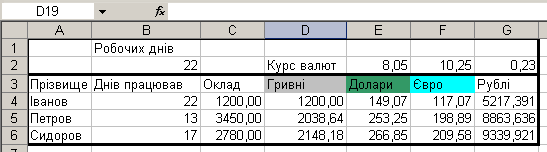 D19 fx
A B C D E F G
1 Робочих днів
2 22 Курс валют 8,05 10,25 0,23
3 Прізвище Днів працював Оклад Гривні Долари Євро Рублі
4 Іванов 22 1200,00 1200,00 149,07 117,07 5217,391
5 Петров 13 3450,00 2038,64 253,25 198,89 8863,636
6 Сидоров 17 2780,00 2148,18 266,85 209,58 9339,921